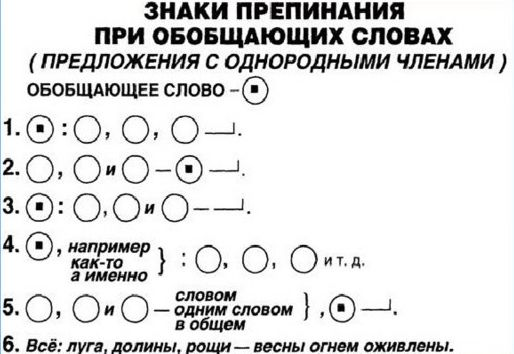 ЗНАКИ ПРЕПИНАНИЯ
ПРИ ОБОБЩАЮЩИХ СЛОВАХ
( ПРЕДЛОЖЕНИЯ С ОДНОРОДНЫМИ ЧЛЕНАМИ )
ОБОБЩАЮЩЕЕ СЛОВО –
1. : , , .
2. , и – .
3. : , и – .
4. , например
как-то } : , , и т. д.
а именно
5. , и – словом
одним словом } , .
в общем
6. Всё: луга, долины, рощи — весны огнем оживлены.